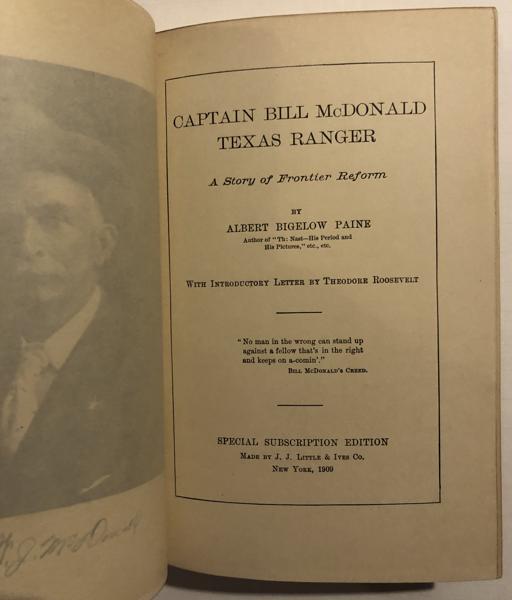 CAPTAIN BILL McDONALD
TEXAS RANGER
A Story of Frontier Reform
BY
ALBERT BIGELOW PAINE
Author of "Th: Nast—His Period and
His Pictures," etc., etc.
WITH INTRODUCTORY LETTER BY THEODORE ROOSEVELT
"No man in the wrong can stand up
against a fellow that's in the right
and keeps on a-comin'."
BILL McDONALD'S CREED.
SPECIAL SUBSCRIPTION EDITION
MADE BY J. J. LITTLE & IVES CO.
NEW YORK, 1909